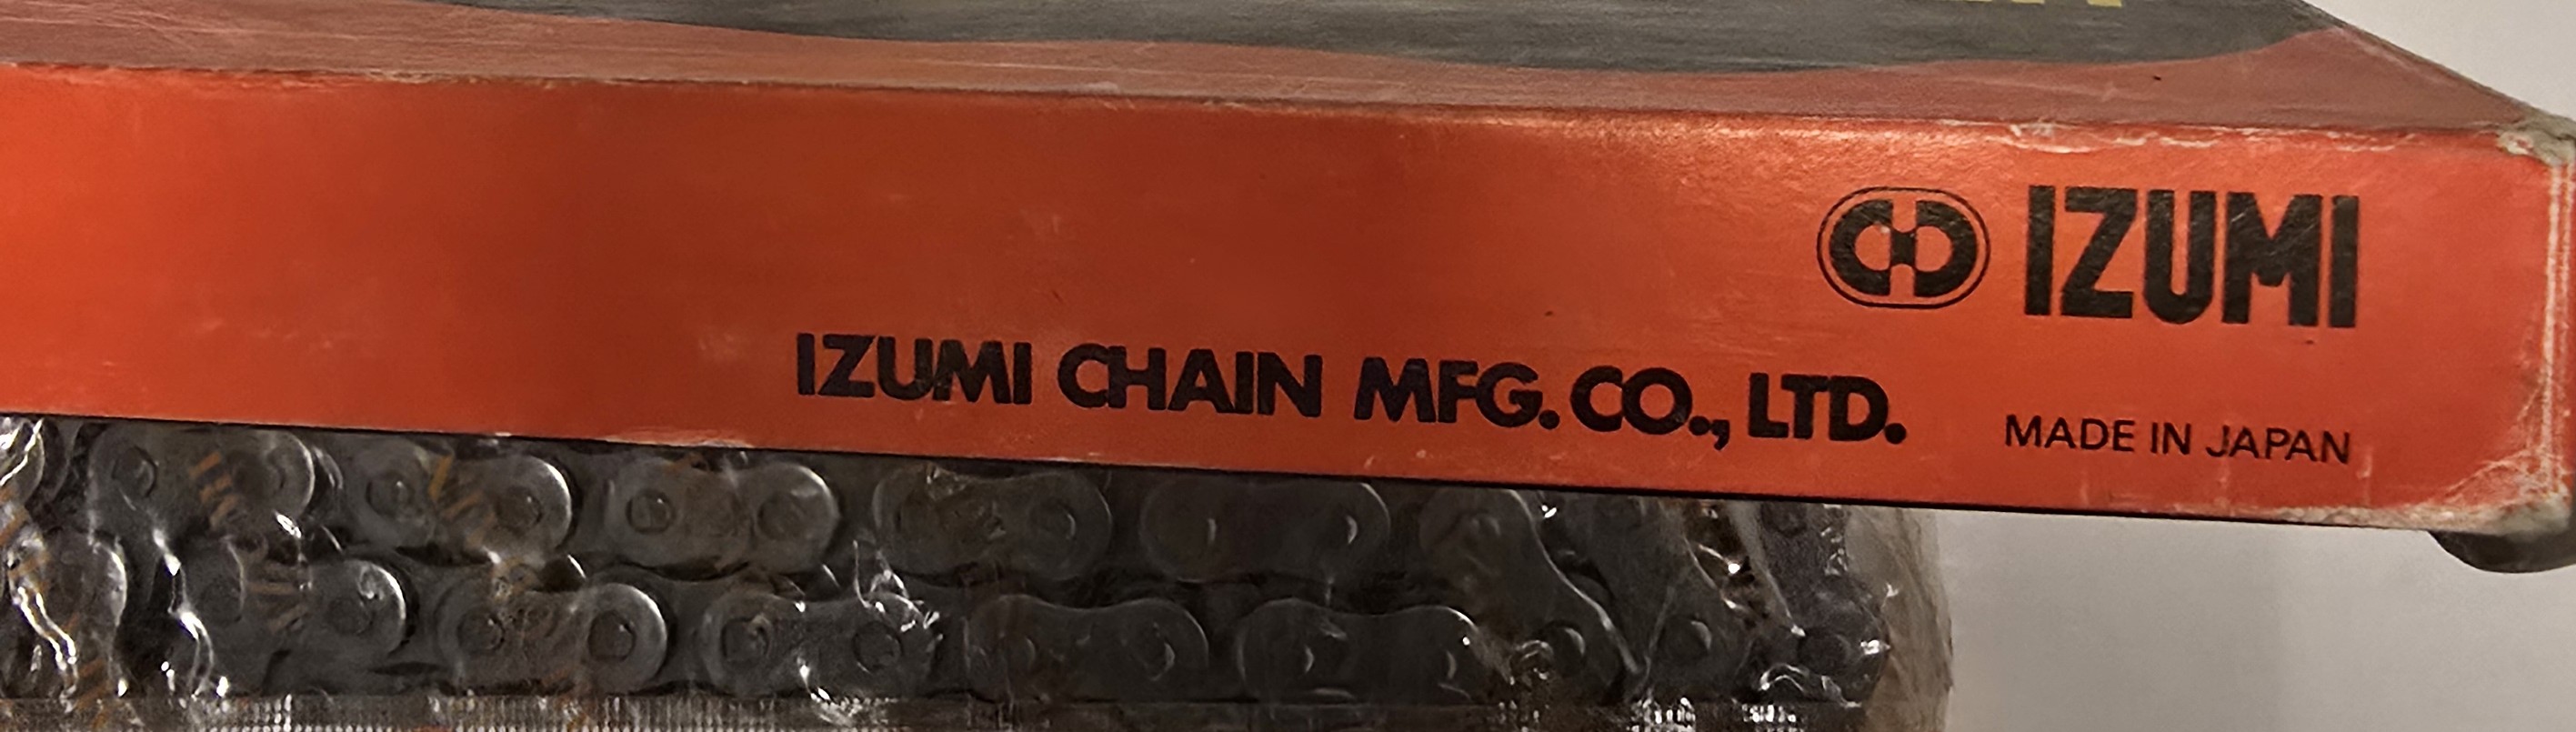 IZUMI
IZUMI CHAIN MFG. CO., LTD.
MADE IN JAPAN